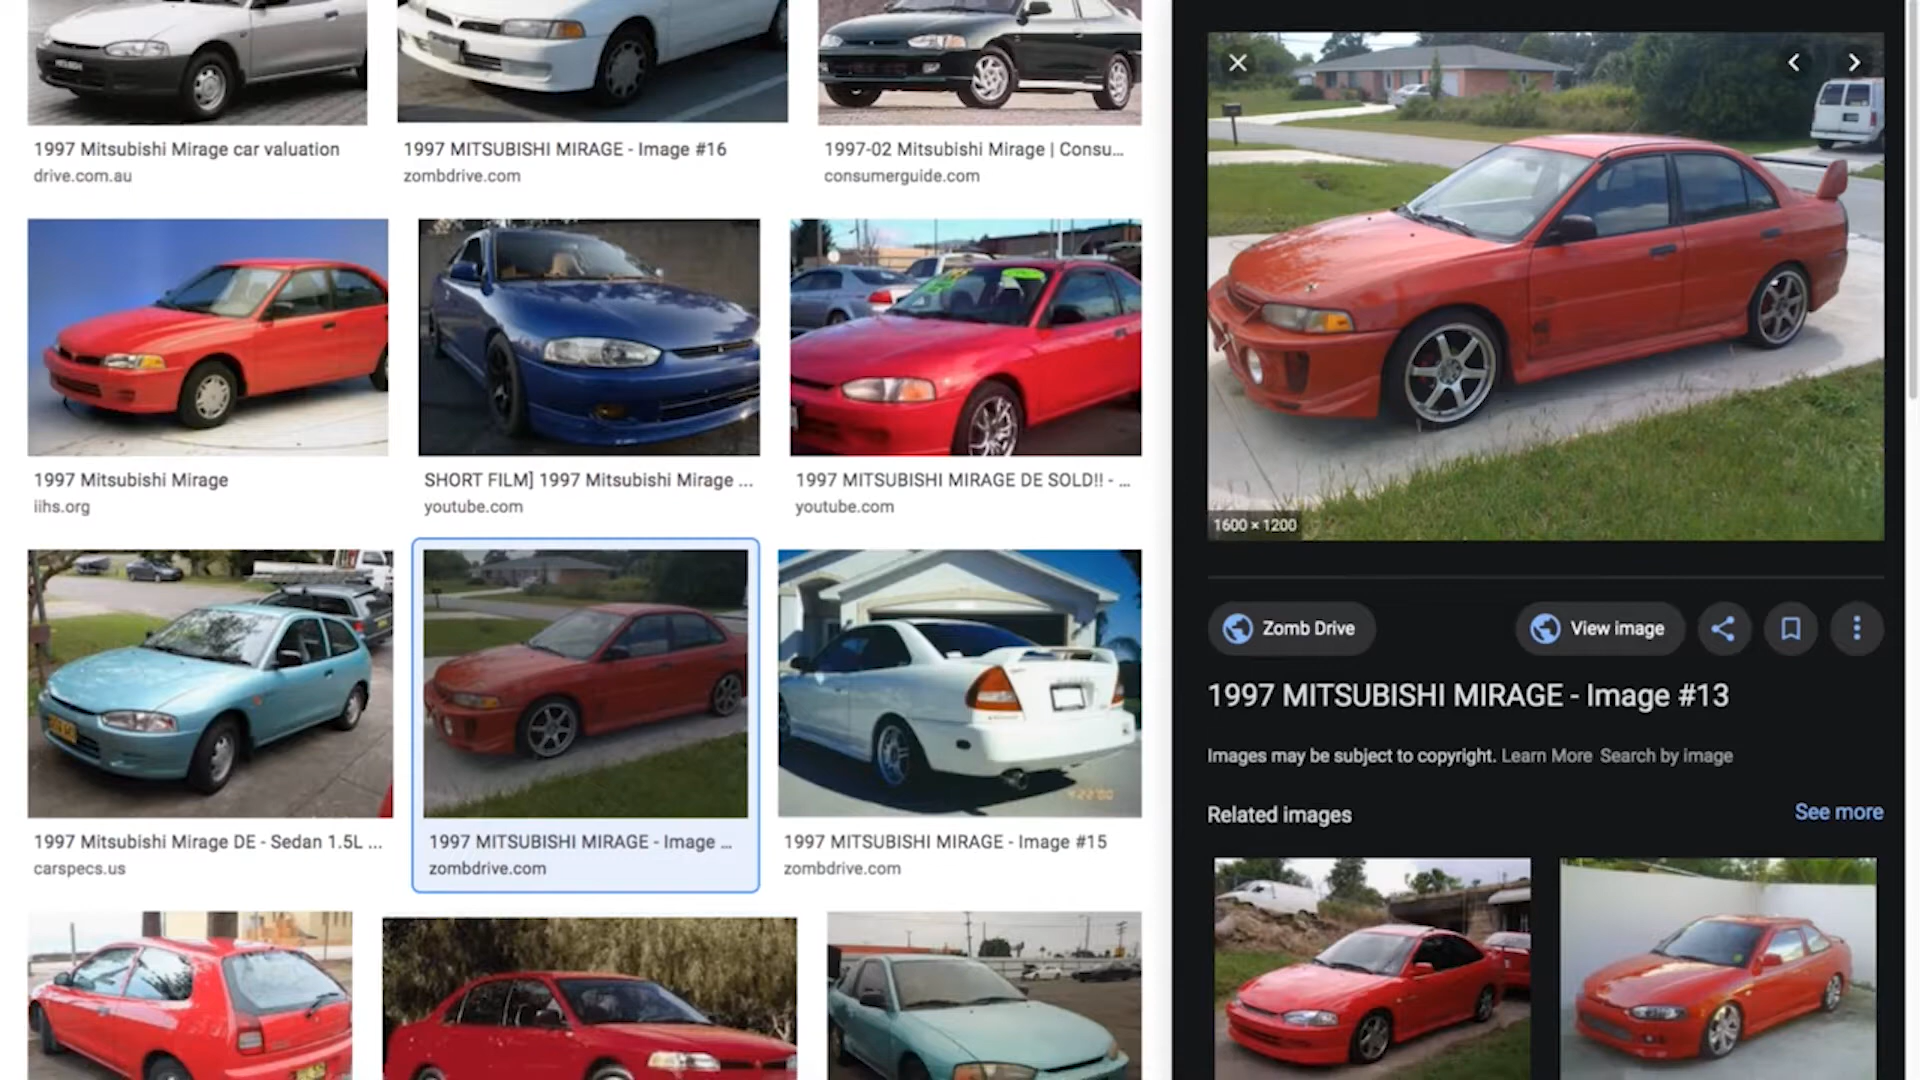 1997 Mitsubishi Mirage car valuation
drive.com.au
1997 MITSUBISHI MIRAGE - Image #16
zombdrive.com
1997-02 Mitsubishi Mirage | Consu...
consumerguide.com
1997 Mitsubishi Mirage
iihs.org
SHORT FILM] 1997 Mitsubishi Mirage ...
youtube.com
1997 MITSUBISHI MIRAGE DE SOLD!! - ...
youtube.com
1997 Mitsubishi Mirage DE - Sedan 1.5L ...
carspecs.us
1997 MITSUBISHI MIRAGE - Image ...
zombdrive.com
4 22 '00
1997 MITSUBISHI MIRAGE - Image #15
zombdrive.com
1600 × 1200
Zomb Drive
View image
1997 MITSUBISHI MIRAGE - Image #13
Images may be subject to copyright. Learn More Search by image
Related images
See more